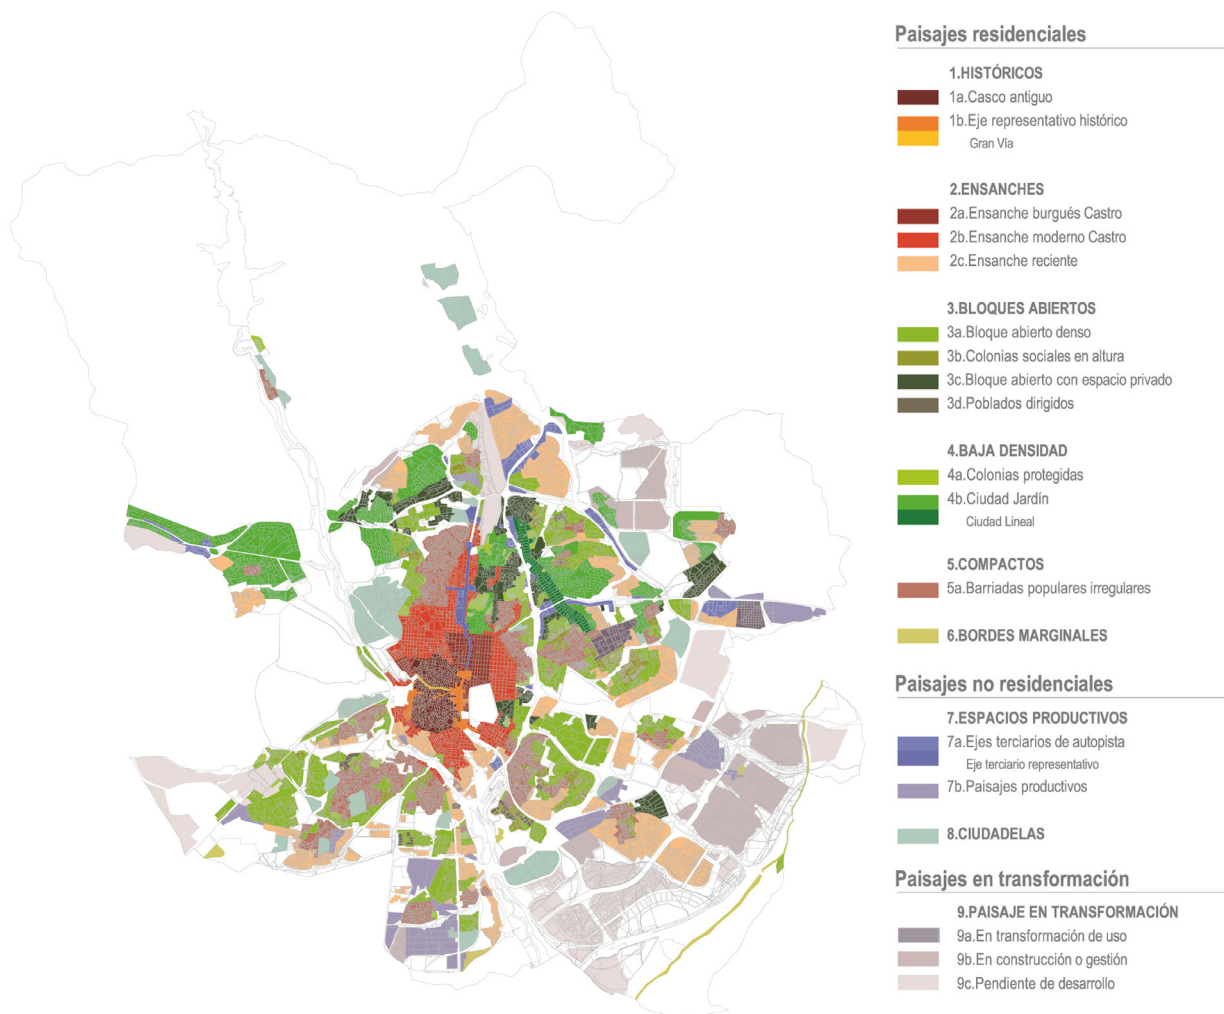 Paisajes residenciales
1.HISTÓRICOS
1a.Casco antiguo
1b.Eje representativo histórico
Gran Vía
2.ENSANCHES
2a.Ensanche burgués Castro
2b.Ensanche moderno Castro
2c.Ensanche reciente
3.BLOQUES ABIERTOS
3a.Bloque abierto denso
3b.Colonias sociales en altura
3c.Bloque abierto con espacio privado
3d.Poblados dirigidos
4.BAJA DENSIDAD
4a.Colonias protegidas
4b.Ciudad Jardín
Ciudad Lineal
5.COMPACTOS
5a.Barriadas populares irregulares
6.BORDES MARGINALES
Paisajes no residenciales
7.ESPACIOS PRODUCTIVOS
7a.Ejes terciarios de autopista
Eje terciario representativo
7b.Paisajes productivos
8.CIUDADELAS
Paisajes en transformación
9.PAISAJE EN TRANSFORMACIÓN
9a.En transformación de uso
9b.En construcción o gestión
9c.Pendiente de desarrollo